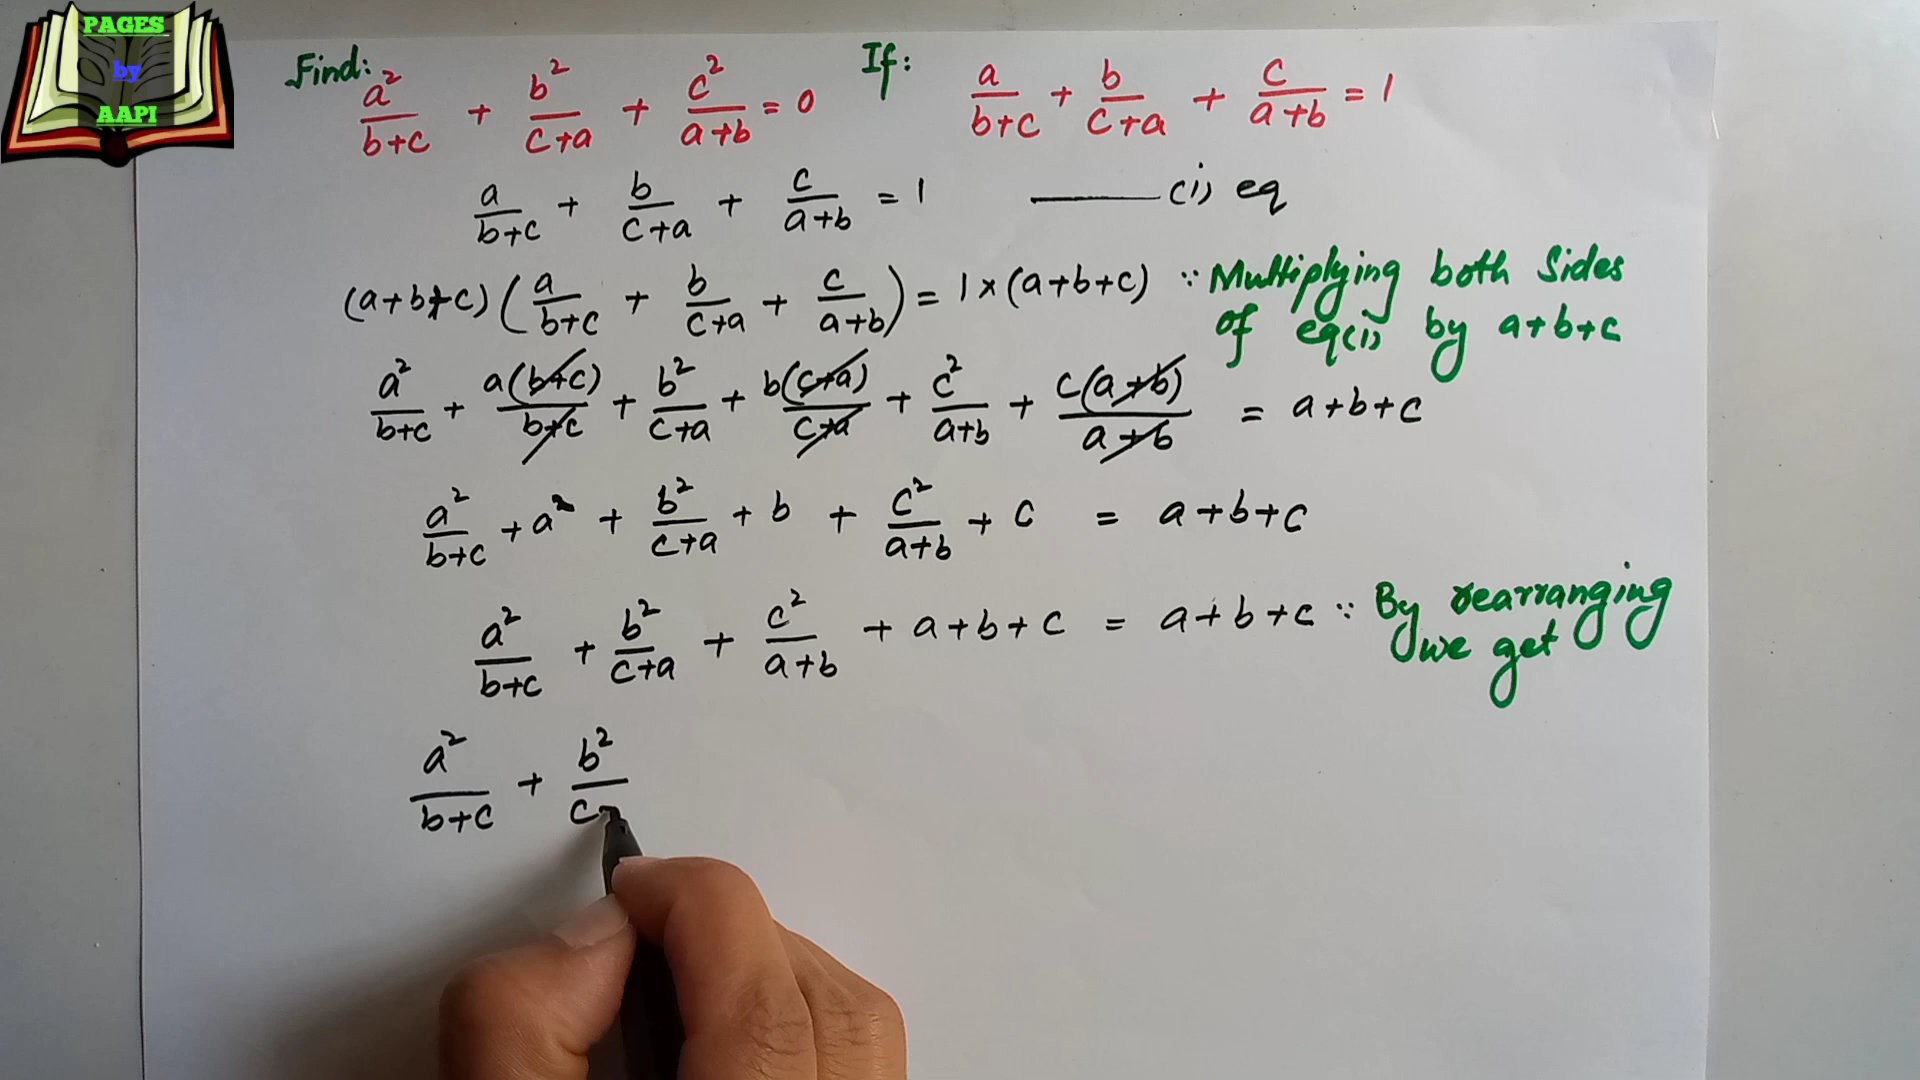 PAGES
by
AAPI
Find: a²/b+c + b²/c+a + c²/a+b = 0 If: a/b+c + b/c+a + c/a+b = 1
a/b+c + b/c+a + c/a+b = 1 —— (i) eq
(a+b+c)(a/b+c + b/c+a + c/a+b) = 1×(a+b+c) ∵ Multiplying both Sides
of eq(i) by a+b+c
a²/b+c + a(b+c)/b+c + b²/c+a + b(c+a)/c+a + c²/a+b + c(a+b)/a+b = a+b+c
a²/b+c + a + b²/c+a + b + c²/a+b + c = a+b+c
a²/b+c + b²/c+a + c²/a+b + a+b+c = a+b+c ∵ By rearranging
we get
a²/b+c + b²/c